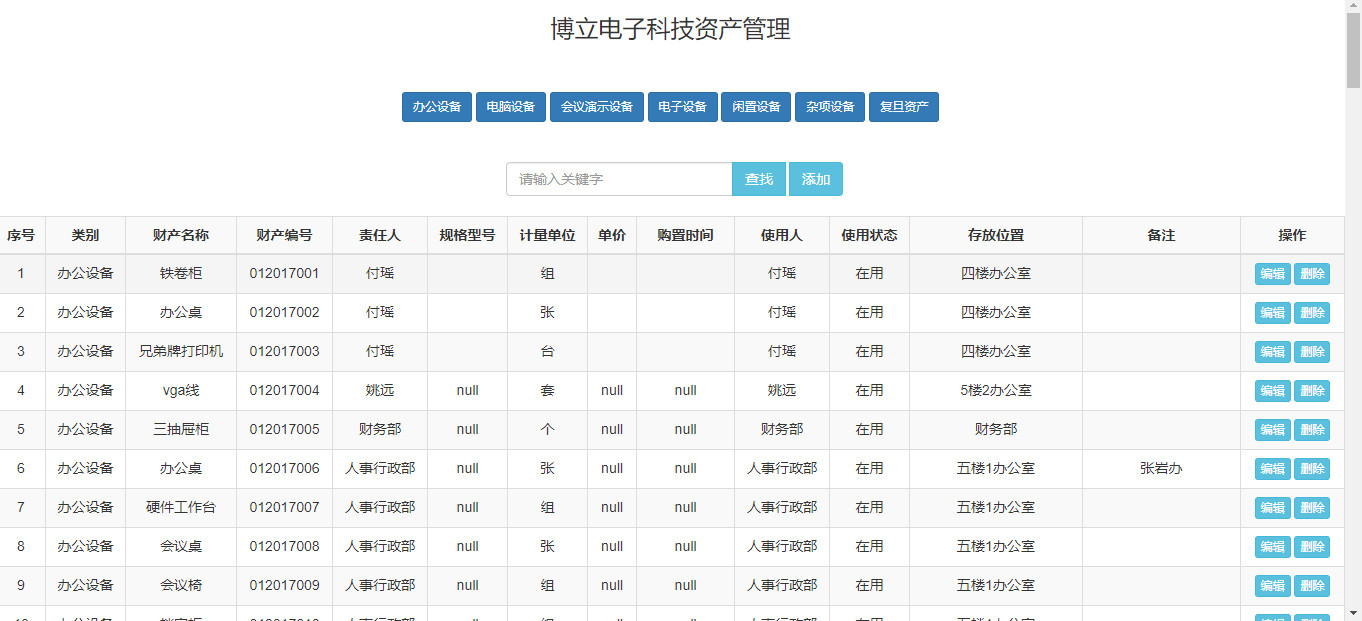 博立电子科技资产管理
办公设备 电脑设备 会议演示设备 电子设备 闲置设备 杂项设备 复旦资产
请输入关键字 查找 添加
序号 类别 财产名称 财产编号 责任人 规格型号 计量单位 单价 购置时间 使用人 使用状态 存放位置 备注 操作
1 办公设备 铁卷柜 012017001 付瑶 组 付瑶 在用 四楼办公室 编辑 删除
2 办公设备 办公桌 012017002 付瑶 张 付瑶 在用 四楼办公室 编辑 删除
3 办公设备 兄弟牌打印机 012017003 付瑶 台 付瑶 在用 四楼办公室 编辑 删除
4 办公设备 vga线 012017004 姚远 null 套 null null 姚远 在用 5楼2办公室 编辑 删除
5 办公设备 三抽屉柜 012017005 财务部 null 个 null null 财务部 在用 财务部 编辑 删除
6 办公设备 办公桌 012017006 人事行政部 null 张 null null 人事行政部 在用 五楼1办公室 张岩办 编辑 删除
7 办公设备 硬件工作台 012017007 人事行政部 null 组 null null 人事行政部 在用 五楼1办公室 编辑 删除
8 办公设备 会议桌 012017008 人事行政部 null 张 null null 人事行政部 在用 五楼1办公室 编辑 删除
9 办公设备 会议椅 012017009 人事行政部 null 组 null null 人事行政部 在用 五楼1办公室 编辑 删除